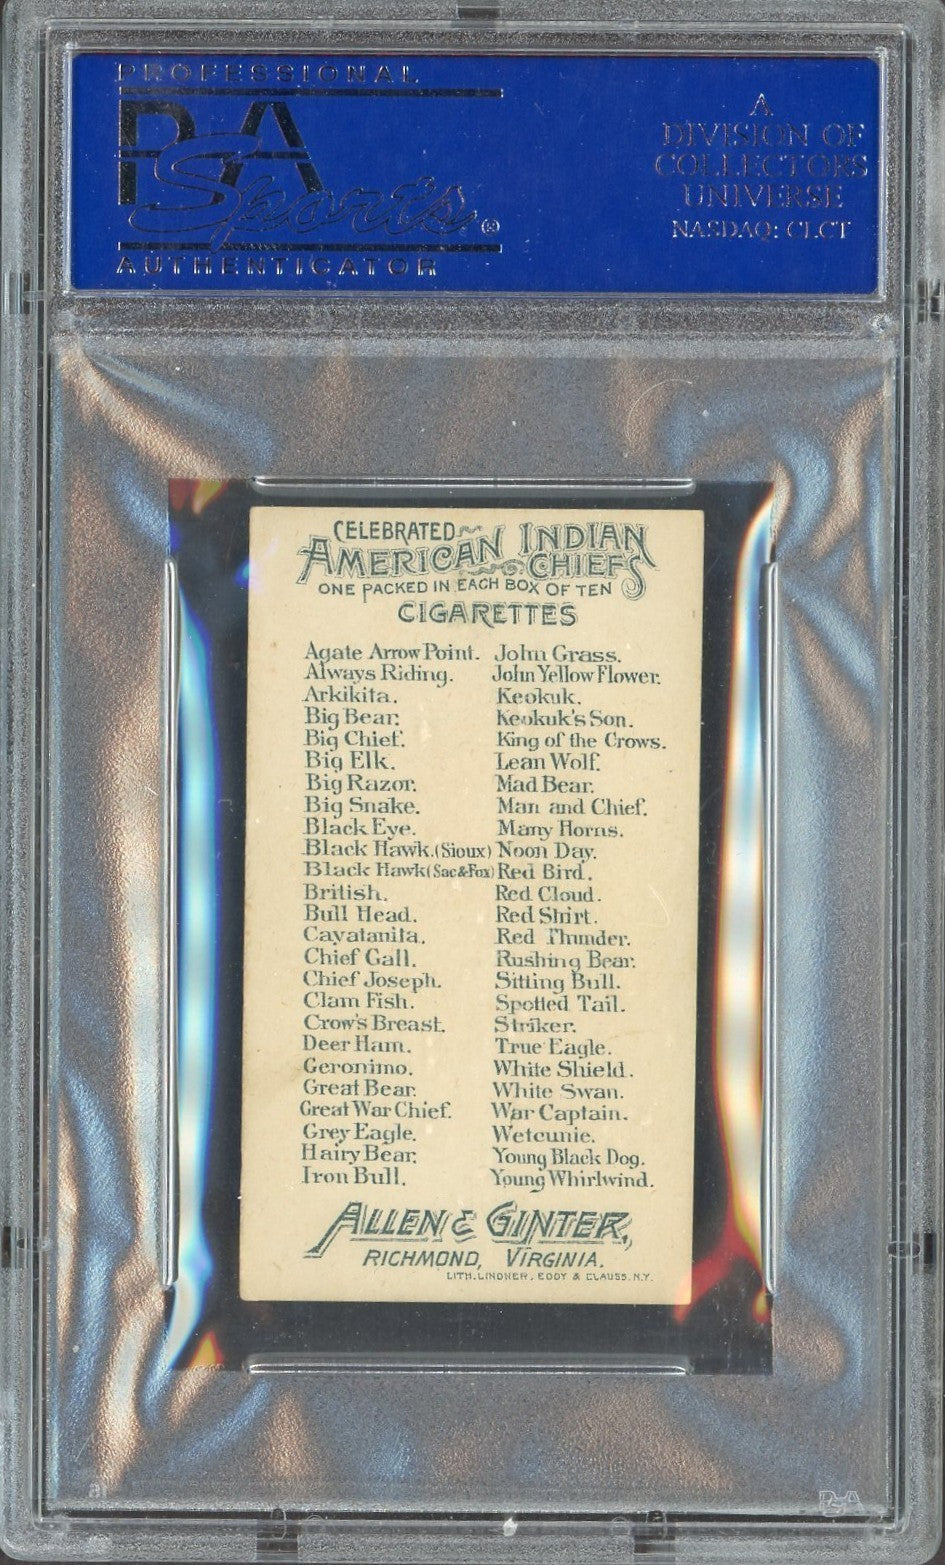 PROFESSIONAL
PSA
Sports®
AUTHENTICATOR
A
DIVISION OF
COLLECTORS
UNIVERSE
NASDAQ: CLCT
CELEBRATED
AMERICAN INDIAN
CHIEFS
ONE PACKED IN EACH BOX OF TEN
CIGARETTES
Agate Arrow Point.
Always Riding.
Arkikita.
Big Bear.
Big Chief.
Big Elk.
Big Razor.
Big Snake.
Black Eye.
Black Hawk.(Sioux)
Black Hawk(Sac&Fox)
British.
Bull Head.
Cayatanita.
Chief Gall.
Chief Joseph.
Clam Fish.
Crow's Breast.
Deer Ham.
Geronimo.
Great Bear.
Great War Chief.
Grey Eagle.
Hairy Bear.
Iron Bull.
John Grass.
John Yellow Flower.
Keokuk.
Keokuk's Son.
King of the Crows.
Lean Wolf.
Mad Bear.
Man and Chief.
Many Horns.
Noon Day.
Red Bird.
Red Cloud.
Red Shirt.
Red Thunder.
Rushing Bear.
Sitting Bull.
Spotted Tail.
Striker.
True Eagle.
White Shield.
White Swan.
War Captain.
Wetcunie.
Young Black Dog.
Young Whirlwind.
ALLEN & GINTER,
RICHMOND, VIRGINIA.
LITH. LINDNER, EDDY & CLAUSS. N.Y.
PSA